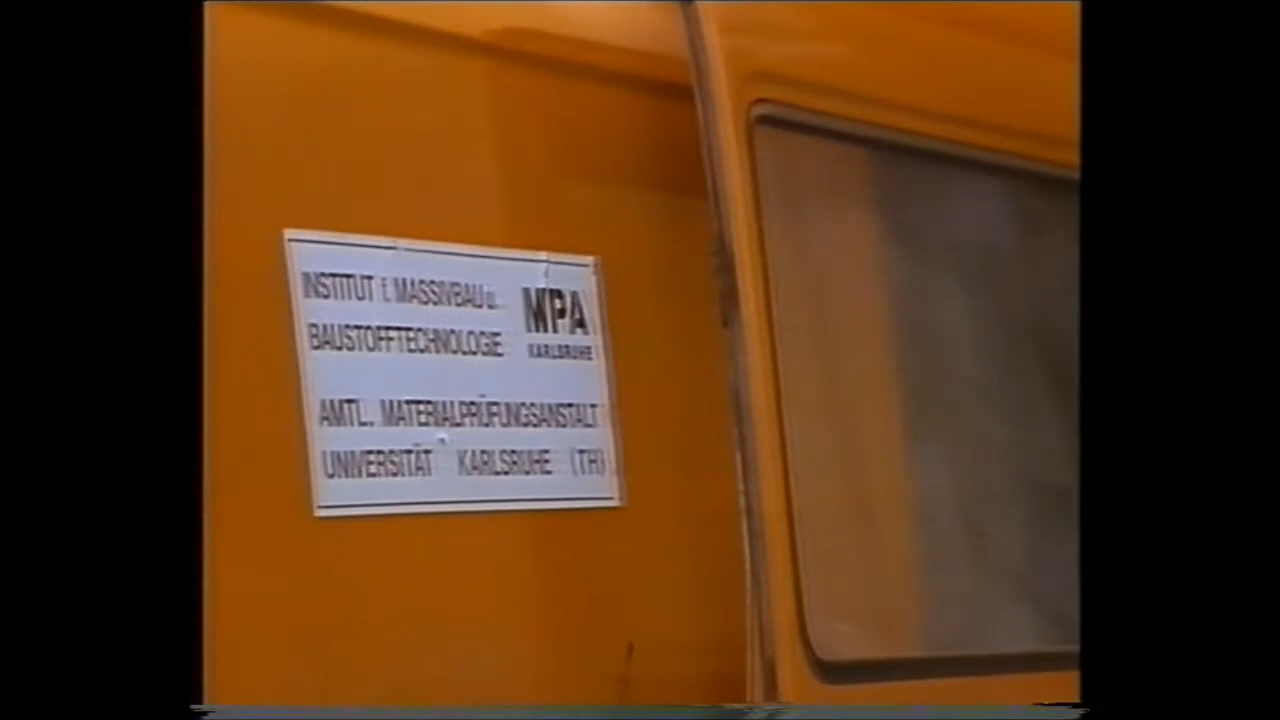 INSTITUT f. MASSIVBAU u.
BAUSTOFFTECHNOLOGIE
MPA
KARLSRUHE
AMTL. MATERIALPRÜFUNGSANSTALT
UNIVERSITÄT KARLSRUHE (TH)